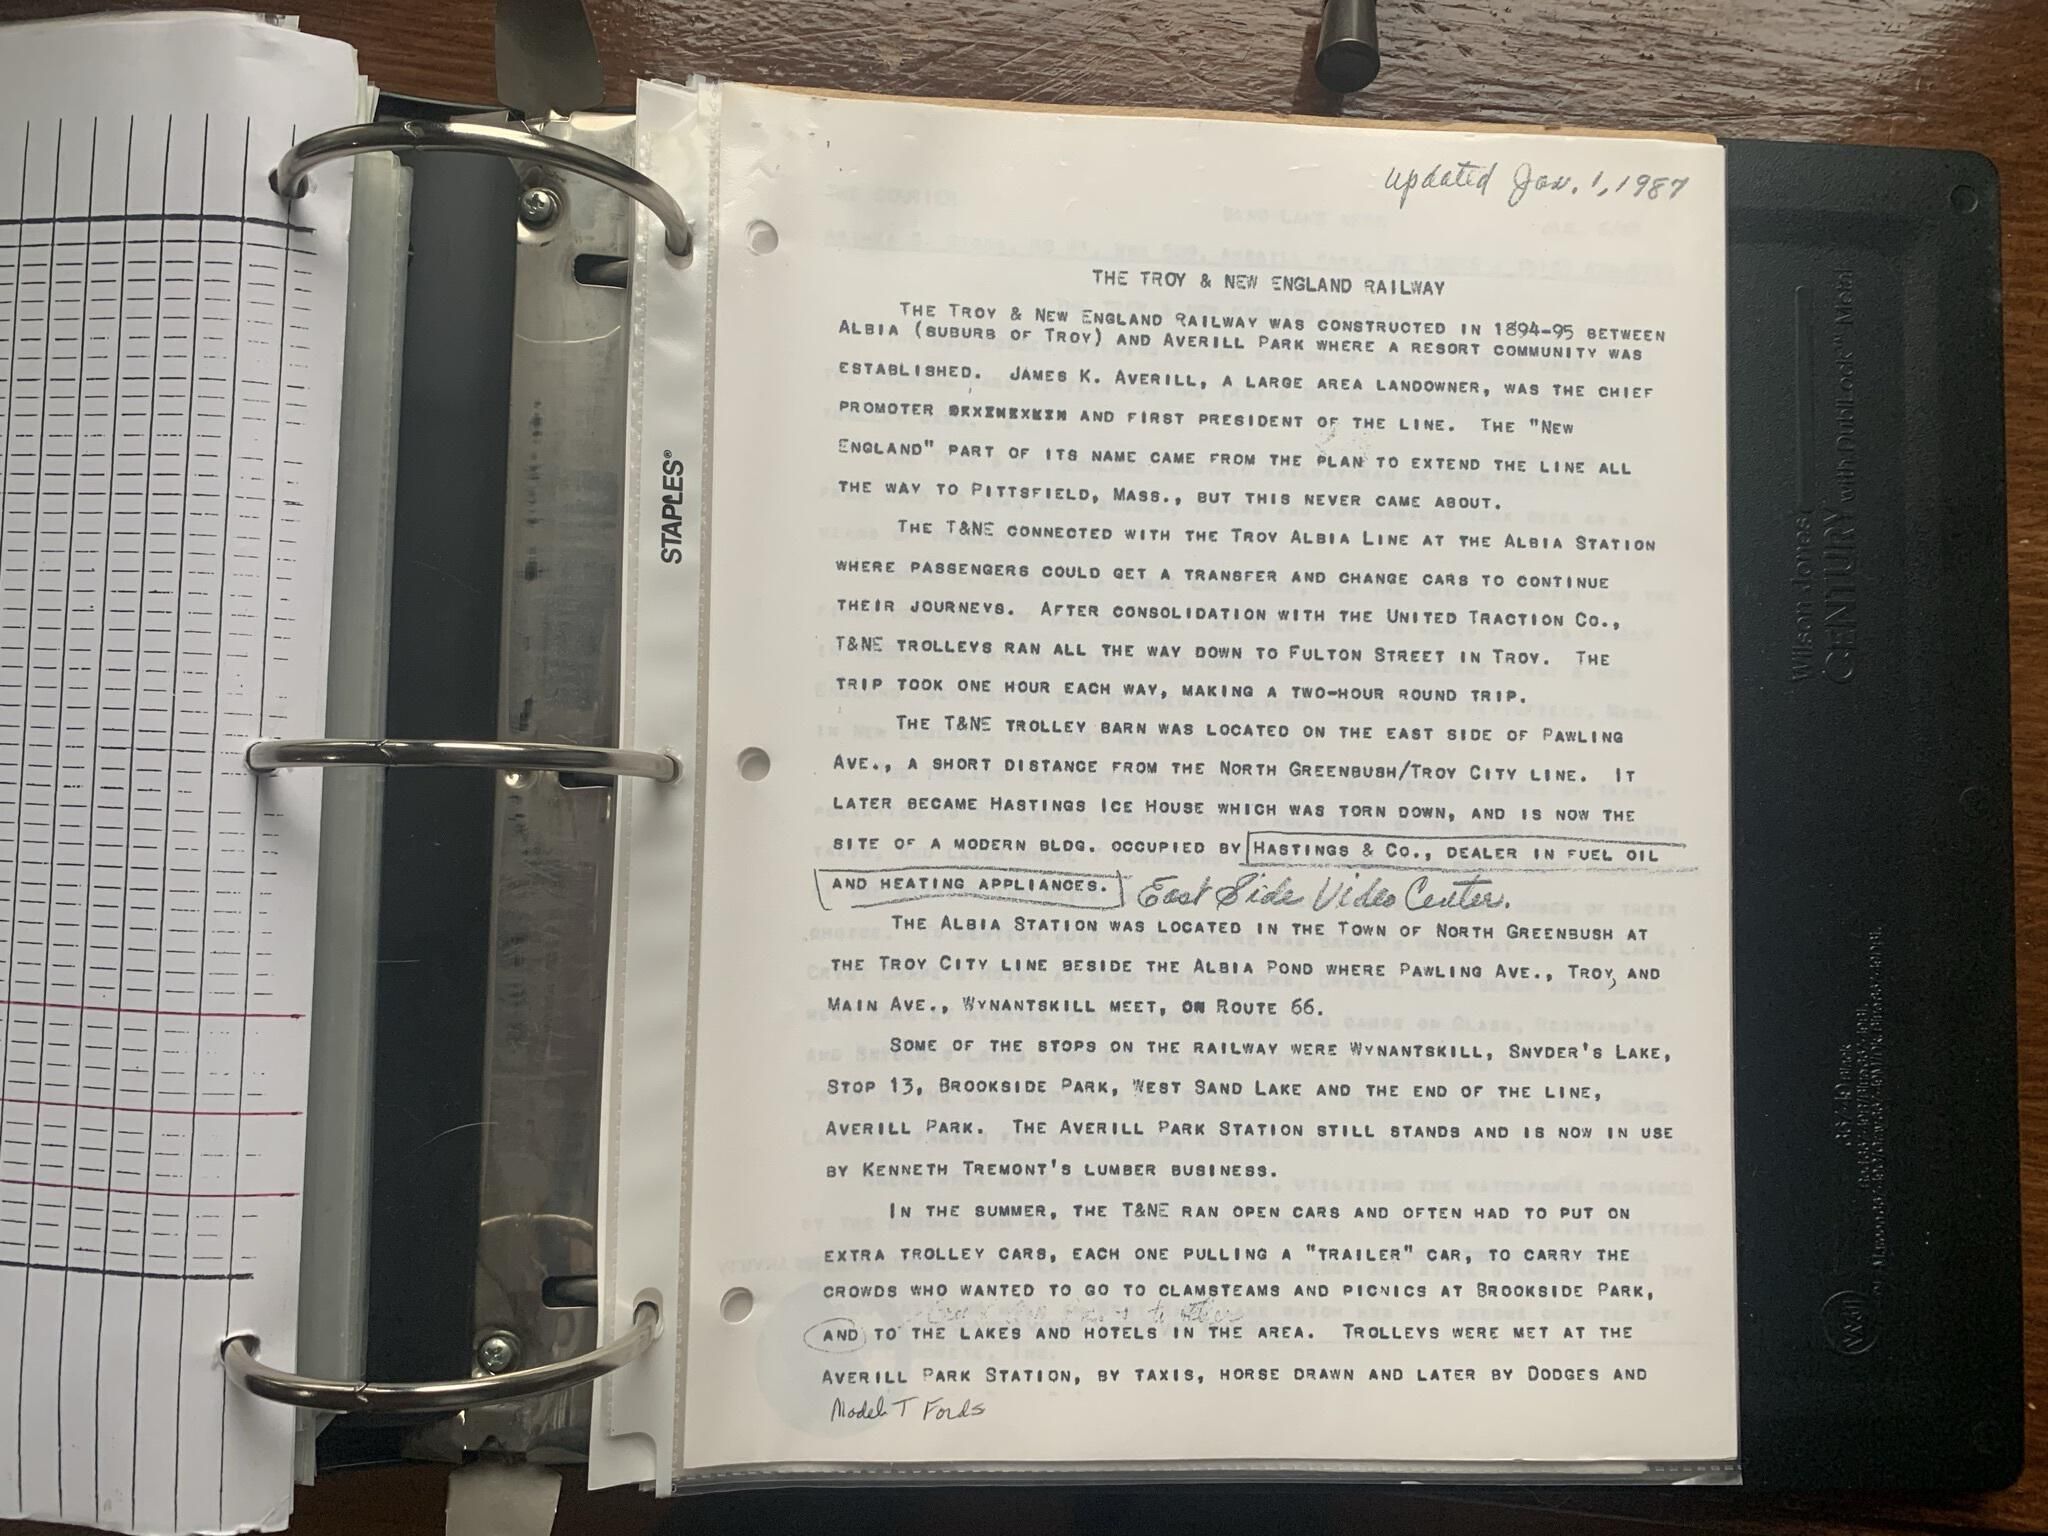 updated Jan. 1, 1987
THE TROY & NEW ENGLAND RAILWAY
THE TROY & NEW ENGLAND RAILWAY WAS CONSTRUCTED IN 1894-95 BETWEEN
ALBIA (SUBURB OF TROY) AND AVERILL PARK WHERE A RESORT COMMUNITY WAS
ESTABLISHED. JAMES K. AVERILL, A LARGE AREA LANDOWNER, WAS THE CHIEF
PROMOTER AND FIRST PRESIDENT OF THE LINE. THE "NEW
ENGLAND" PART OF ITS NAME CAME FROM THE PLAN TO EXTEND THE LINE ALL
THE WAY TO PITTSFIELD, MASS., BUT THIS NEVER CAME ABOUT.
THE T&NE CONNECTED WITH THE TROY ALBIA LINE AT THE ALBIA STATION
WHERE PASSENGERS COULD GET A TRANSFER AND CHANGE CARS TO CONTINUE
THEIR JOURNEYS. AFTER CONSOLIDATION WITH THE UNITED TRACTION CO.,
T&NE TROLLEYS RAN ALL THE WAY DOWN TO FULTON STREET IN TROY. THE
TRIP TOOK ONE HOUR EACH WAY, MAKING A TWO-HOUR ROUND TRIP.
THE T&NE TROLLEY BARN WAS LOCATED ON THE EAST SIDE OF PAWLING
AVE., A SHORT DISTANCE FROM THE NORTH GREENBUSH/TROY CITY LINE. IT
LATER BECAME HASTINGS ICE HOUSE WHICH WAS TORN DOWN, AND IS NOW THE
SITE OF A MODERN BLDG. OCCUPIED BY HASTINGS & CO., DEALER IN FUEL OIL
AND HEATING APPLIANCES. East Side Video Center.
THE ALBIA STATION WAS LOCATED IN THE TOWN OF NORTH GREENBUSH AT
THE TROY CITY LINE BESIDE THE ALBIA POND WHERE PAWLING AVE., TROY, AND
MAIN AVE., WYNANTSKILL MEET, ON ROUTE 66.
SOME OF THE STOPS ON THE RAILWAY WERE WYNANTSKILL, SNYDER'S LAKE,
STOP 13, BROOKSIDE PARK, WEST SAND LAKE AND THE END OF THE LINE,
AVERILL PARK. THE AVERILL PARK STATION STILL STANDS AND IS NOW IN USE
BY KENNETH TREMONT'S LUMBER BUSINESS.
IN THE SUMMER, THE T&NE RAN OPEN CARS AND OFTEN HAD TO PUT ON
EXTRA TROLLEY CARS, EACH ONE PULLING A "TRAILER" CAR, TO CARRY THE
CROWDS WHO WANTED TO GO TO CLAMSTEAMS AND PICNICS AT BROOKSIDE PARK,
AND TO THE LAKES AND HOTELS IN THE AREA. TROLLEYS WERE MET AT THE
AVERILL PARK STATION, BY TAXIS, HORSE DRAWN AND LATER BY DODGES AND
Model T Fords
STAPLES®
Wilson Jones
CENTURY with DublLock™ Metal